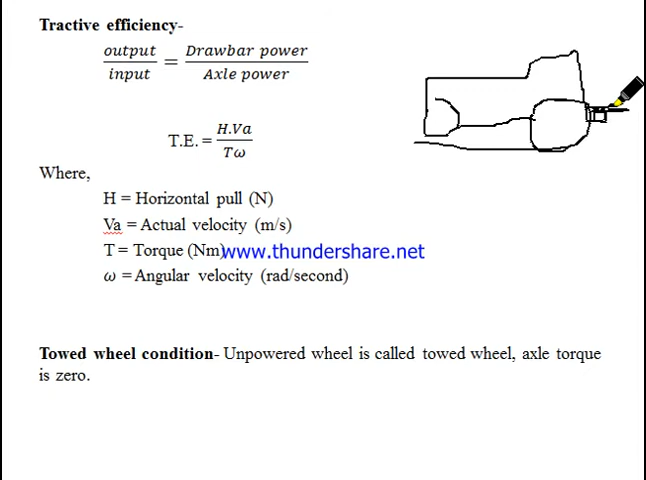 Tractive efficiency-
output/input = Drawbar power/Axle power
T.E. = H.Va/Tω
Where,
H = Horizontal pull (N)
Va = Actual velocity (m/s)
T = Torque (Nm)www.thundershare.net
ω = Angular velocity (rad/second)
Towed wheel condition- Unpowered wheel is called towed wheel, axle torque
is zero.